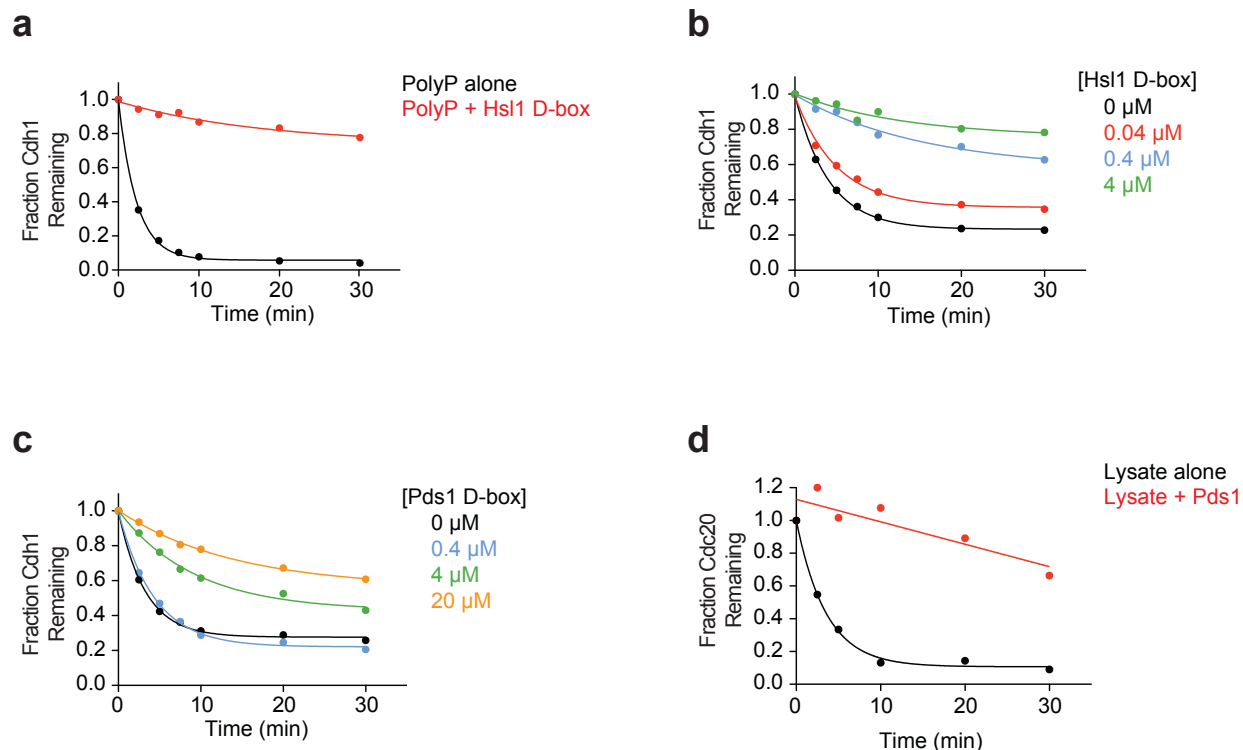 a
PolyP alone
PolyP + Hsl1 D-box
1.0
0.8
0.6
0.4
0.2
0.0
Fraction Cdh1
Remaining
0 10 20 30
Time (min)
b
[Hsl1 D-box]
0 µM
0.04 µM
0.4 µM
4 µM
1.0
0.8
0.6
0.4
0.2
0.0
Fraction Cdh1
Remaining
0 10 20 30
Time (min)
c
[Pds1 D-box]
0 µM
0.4 µM
4 µM
20 µM
1.0
0.8
0.6
0.4
0.2
0.0
Fraction Cdh1
Remaining
0 10 20 30
Time (min)
d
Lysate alone
Lysate + Pds1
1.2
1.0
0.8
0.6
0.4
0.2
0.0
Fraction Cdc20
Remaining
0 10 20 30
Time (min)